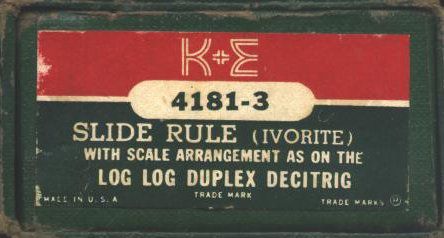 K+E
4181-3
SLIDE RULE (IVORITE)
WITH SCALE ARRANGEMENT AS ON THE
LOG LOG DUPLEX DECITRIG
TRADE MARK
MADE IN U.S.A
TRADE MARKS